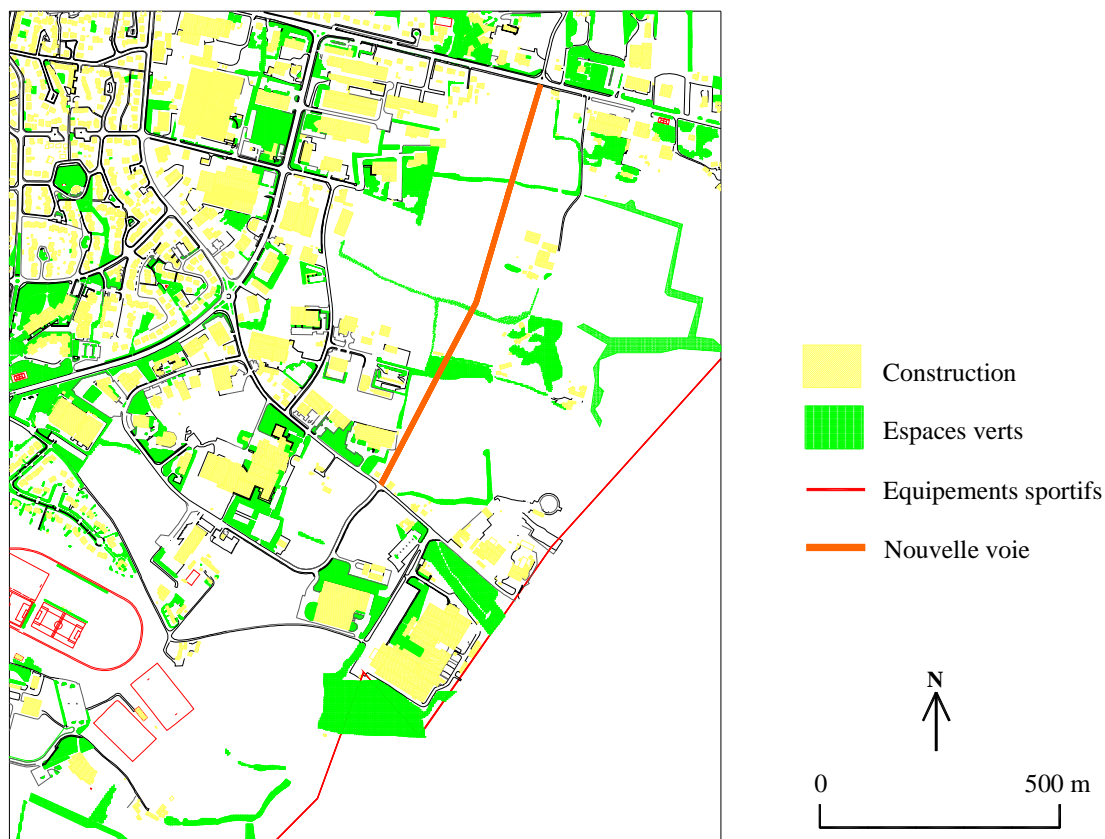 Construction
Espaces verts
Equipements sportifs
Nouvelle voie
N
0 500 m